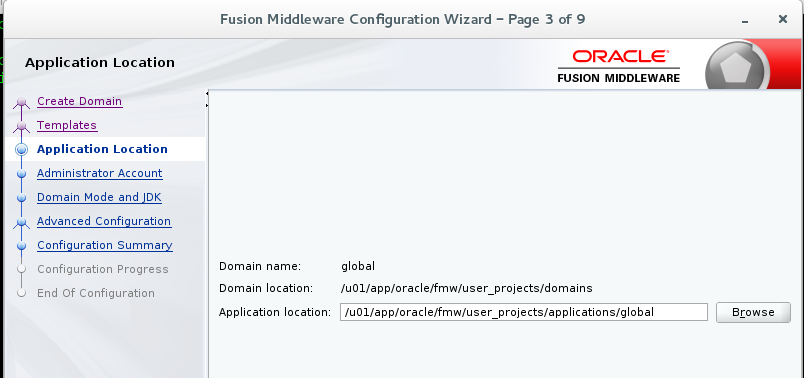 Fusion Middleware Configuration Wizard – Page 3 of 9
Application Location
ORACLE
FUSION MIDDLEWARE
Create Domain
Templates
Application Location
Administrator Account
Domain Mode and JDK
Advanced Configuration
Configuration Summary
Configuration Progress
End Of Configuration
Domain name: global
Domain location: /u01/app/oracle/fmw/user_projects/domains
Application location: /u01/app/oracle/fmw/user_projects/applications/global Browse